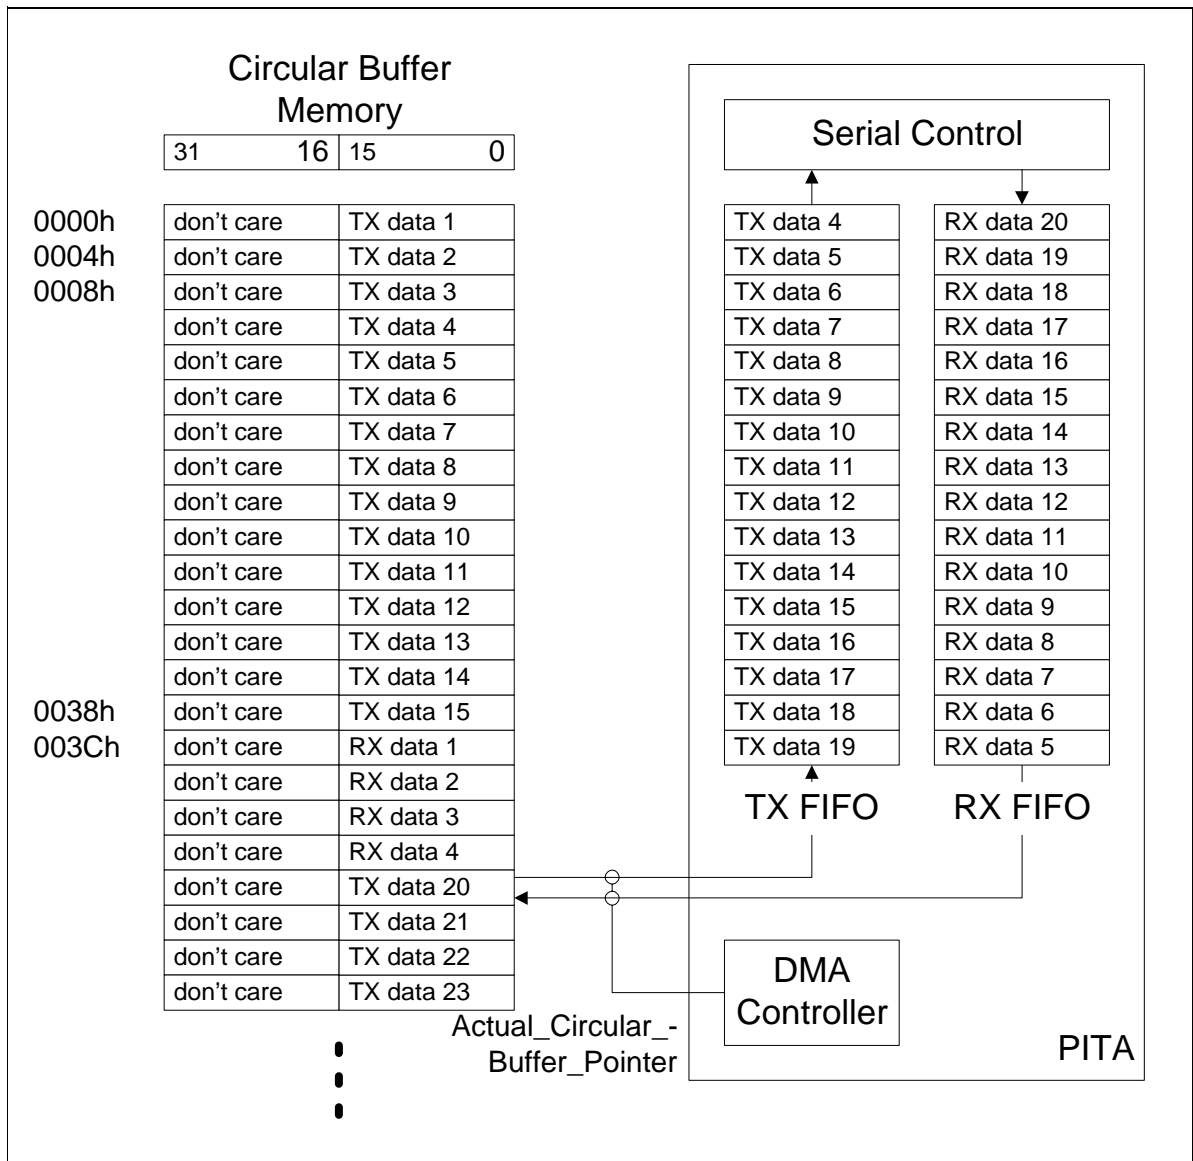 Circular Buffer
Memory
31 16 15 0
0000h don't care TX data 1
0004h don't care TX data 2
0008h don't care TX data 3
don't care TX data 4
don't care TX data 5
don't care TX data 6
don't care TX data 7
don't care TX data 8
don't care TX data 9
don't care TX data 10
don't care TX data 11
don't care TX data 12
don't care TX data 13
don't care TX data 14
0038h don't care TX data 15
003Ch don't care RX data 1
don't care RX data 2
don't care RX data 3
don't care RX data 4
don't care TX data 20
don't care TX data 21
don't care TX data 22
don't care TX data 23
Actual_Circular_-
Buffer_Pointer
Serial Control
TX data 4 RX data 20
TX data 5 RX data 19
TX data 6 RX data 18
TX data 7 RX data 17
TX data 8 RX data 16
TX data 9 RX data 15
TX data 10 RX data 14
TX data 11 RX data 13
TX data 12 RX data 12
TX data 13 RX data 11
TX data 14 RX data 10
TX data 15 RX data 9
TX data 16 RX data 8
TX data 17 RX data 7
TX data 18 RX data 6
TX data 19 RX data 5
TX FIFO RX FIFO
DMA
Controller
PITA